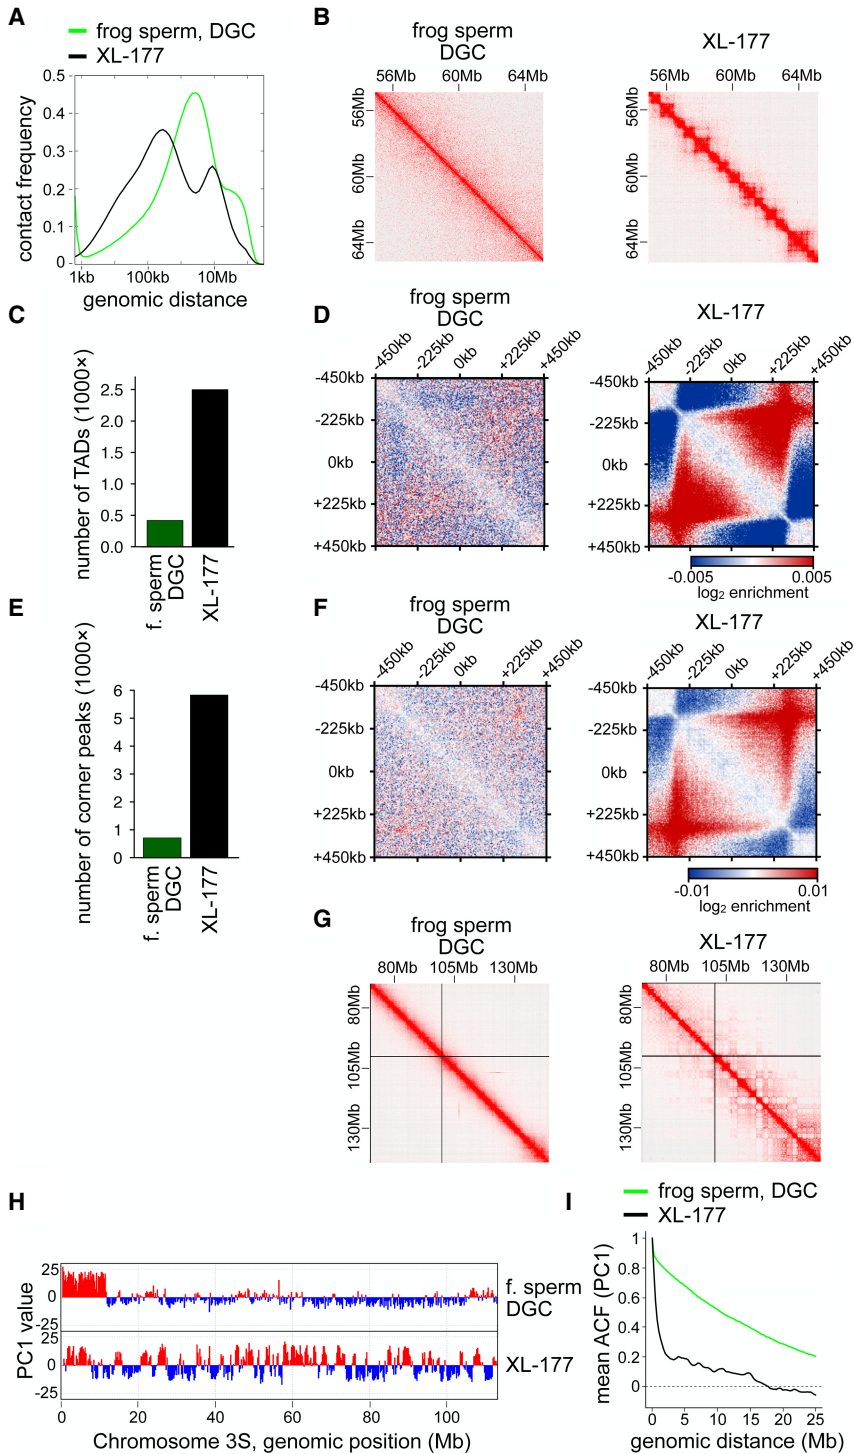 A
frog sperm, DGC
XL-177
0.5
0.4
0.3
0.2
0.1
0
contact frequency
1kb
100kb
10Mb
genomic distance
B
frog sperm
DGC
56Mb
60Mb
64Mb
56Mb
60Mb
64Mb
XL-177
56Mb
60Mb
64Mb
56Mb
60Mb
64Mb
C
number of TADs (1000×)
2.5
2.0
1.5
1.0
0.5
0.0
f. sperm
DGC
XL-177
D
frog sperm
DGC
-450kb
-225kb
0kb
+225kb
+450kb
-450kb
-225kb
0kb
+225kb
+450kb
XL-177
-450kb
-225kb
0kb
+225kb
+450kb
-450kb
-225kb
0kb
+225kb
+450kb
-0.005
0.005
log₂ enrichment
E
number of corner peaks (1000×)
6
5
4
3
2
1
0
f. sperm
DGC
XL-177
F
frog sperm
DGC
-450kb
-225kb
0kb
+225kb
+450kb
-450kb
-225kb
0kb
+225kb
+450kb
XL-177
-450kb
-225kb
0kb
+225kb
+450kb
-450kb
-225kb
0kb
+225kb
+450kb
-0.01
0.01
log₂ enrichment
G
frog sperm
DGC
80Mb
105Mb
130Mb
80Mb
105Mb
130Mb
XL-177
80Mb
105Mb
130Mb
80Mb
105Mb
130Mb
H
PC1 value
25
0
-25
f. sperm
DGC
25
0
-25
XL-177
0
20
40
60
80
100
Chromosome 3S, genomic position (Mb)
I
frog sperm, DGC
XL-177
mean ACF (PC1)
1
0.8
0.6
0.4
0.2
0
0
5
10
15
20
25
genomic distance (Mb)